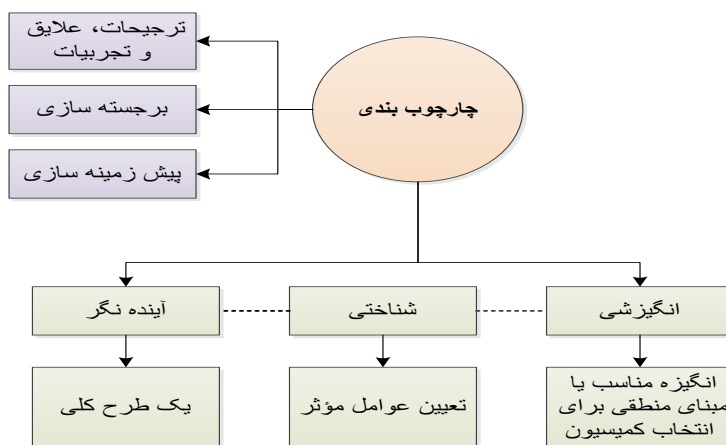 ترجیحات، علایق
و تجربیات
چارچوب بندی
برجسته سازی
پیش زمینه سازی
انگیزشی
شناختی
آینده نگر
انگیزه مناسب یا
مبنای منطقی برای
انتخاب کمیسیون
تعیین عوامل مؤثر
یک طرح کلی